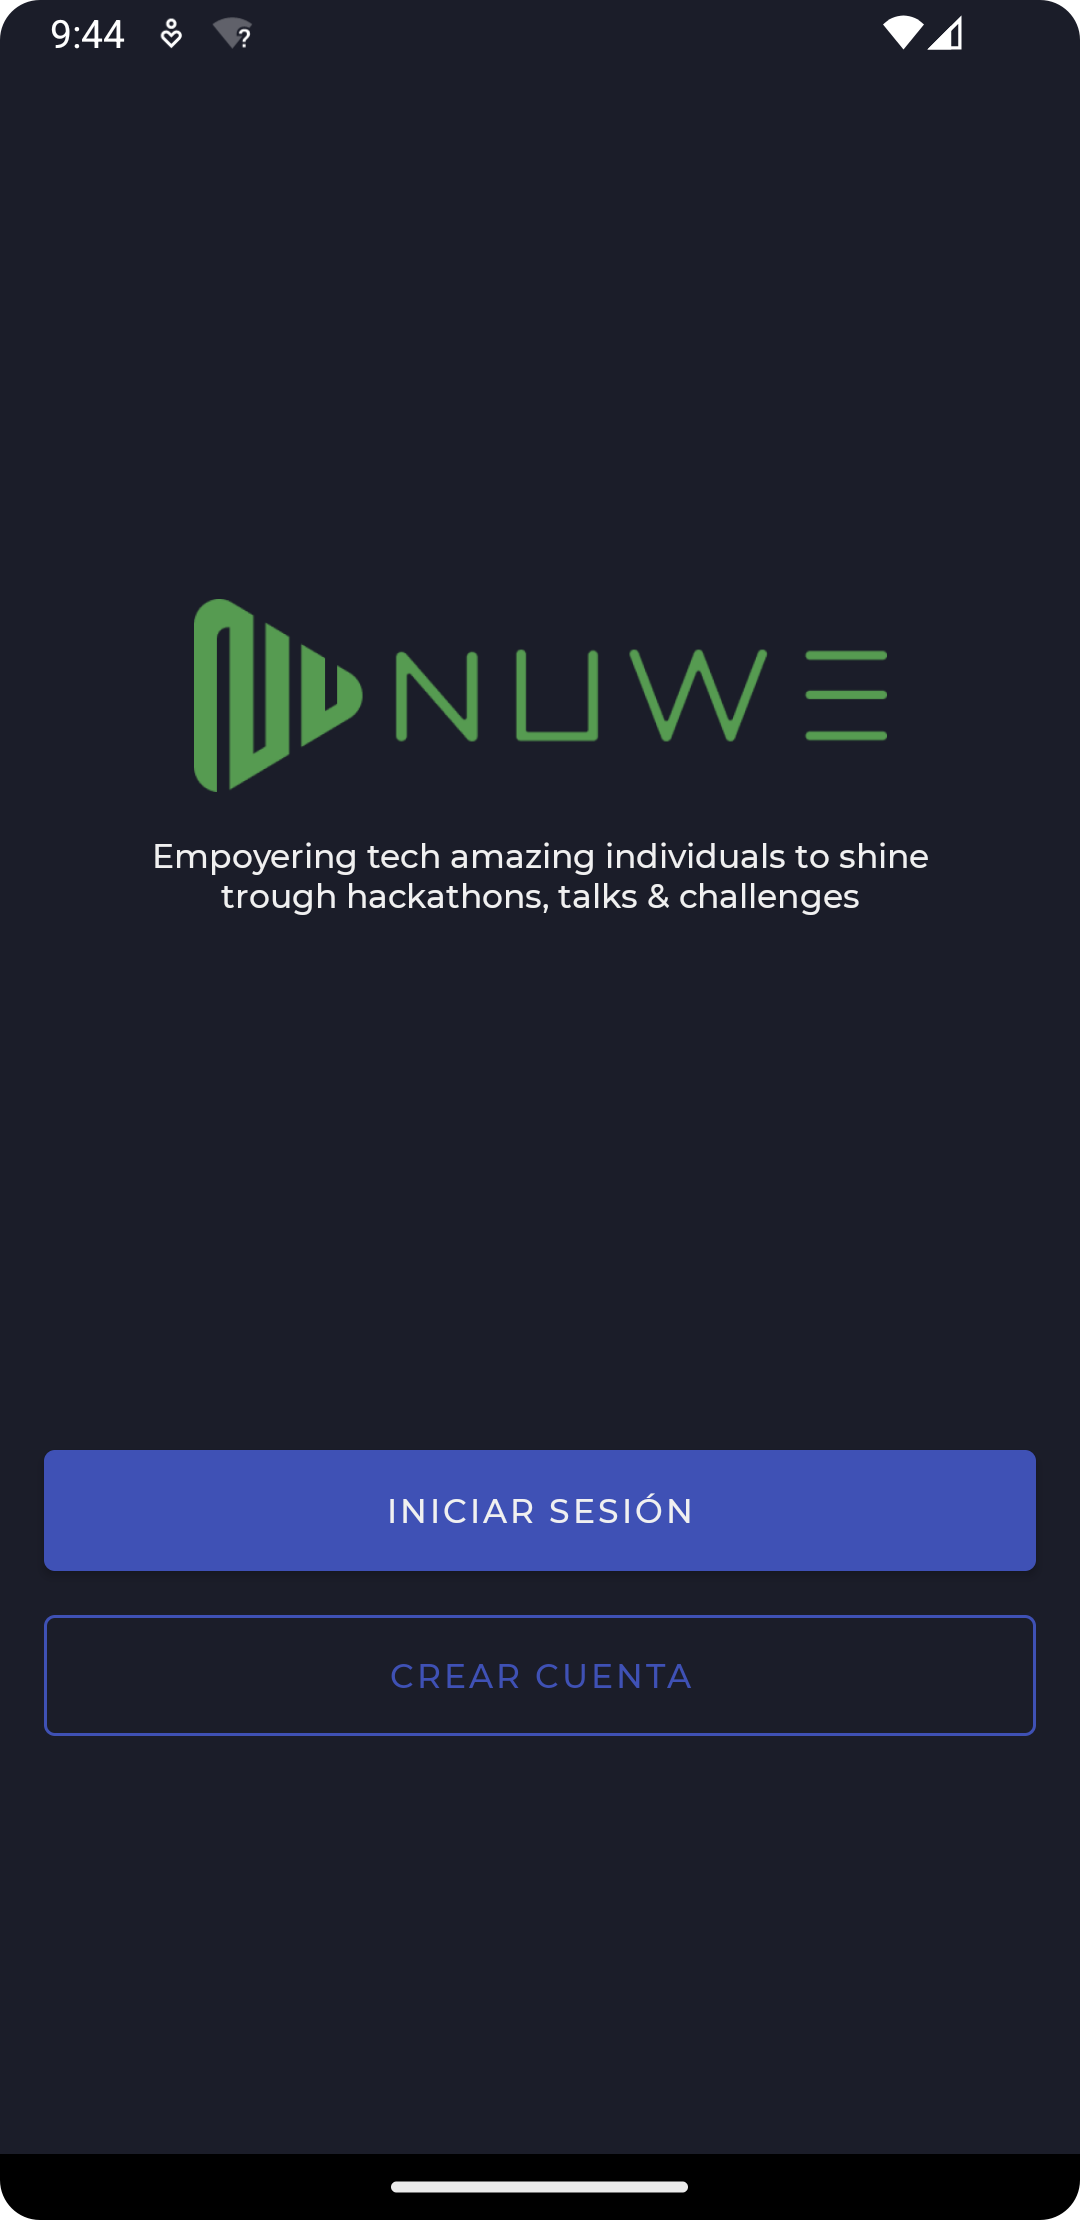 9:44
NUWE
Empoyering tech amazing individuals to shine
trough hackathons, talks & challenges
INICIAR SESIÓN
CREAR CUENTA